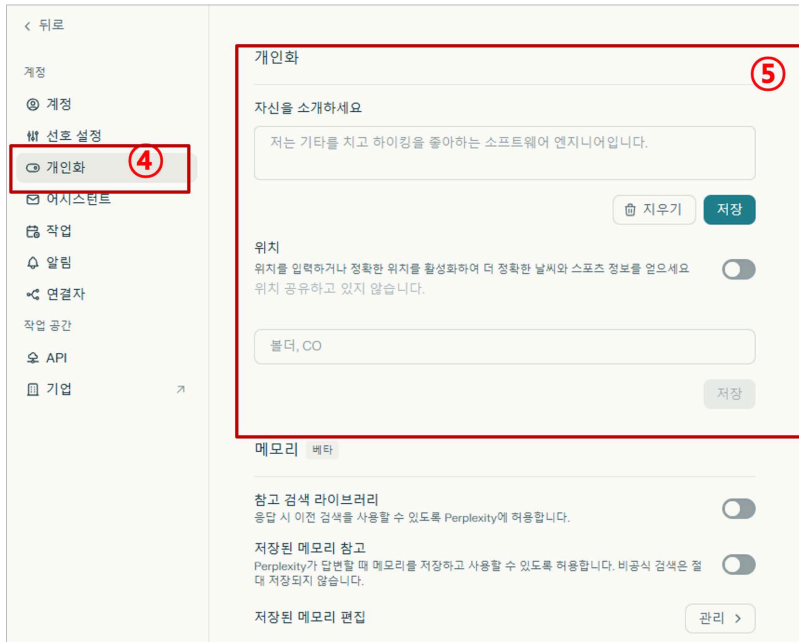 뒤로
계정
계정
선호 설정
개인화
④
어시스턴트
작업
알림
연결자
작업 공간
API
기업
개인화
⑤
자신을 소개하세요
저는 기타를 치고 하이킹을 좋아하는 소프트웨어 엔지니어입니다.
지우기 저장
위치
위치를 입력하거나 정확한 위치를 활성화하여 더 정확한 날씨와 스포츠 정보를 얻으세요
위치 공유하고 있지 않습니다.
볼더, CO
저장
메모리 베타
참고 검색 라이브러리
응답 시 이전 검색을 사용할 수 있도록 Perplexity에 허용합니다.
저장된 메모리 참고
Perplexity가 답변할 때 메모리를 저장하고 사용할 수 있도록 허용합니다. 비공식 검색은 절
대 저장되지 않습니다.
저장된 메모리 편집
관리